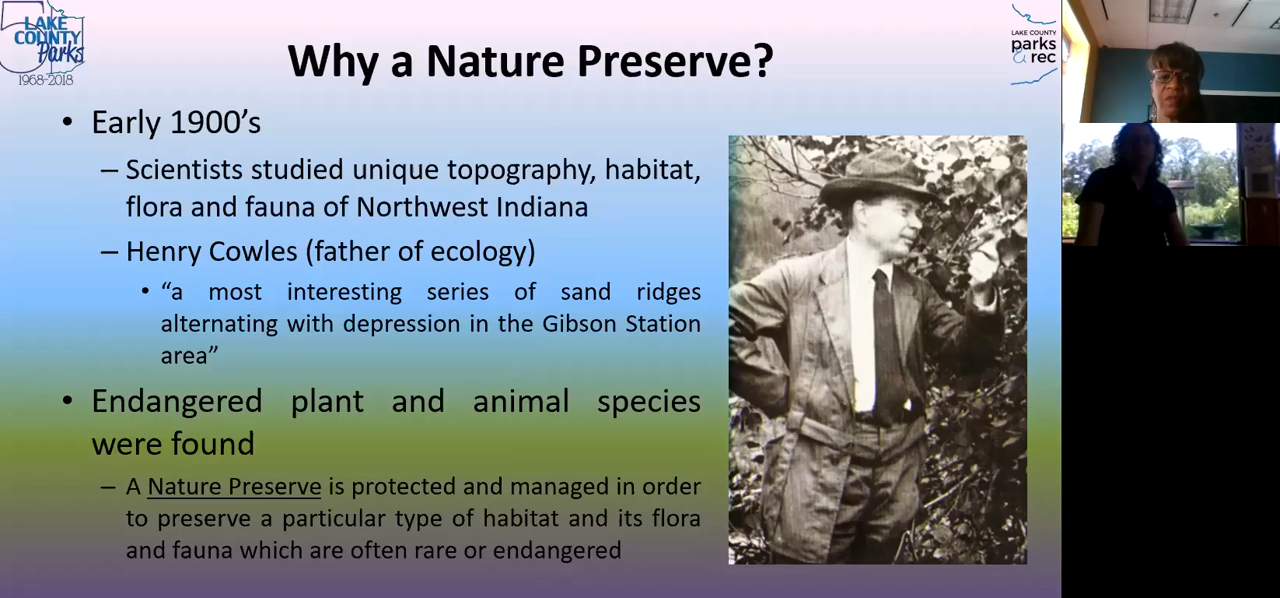 LAKE
COUNTY
Parks
1968-2018
Why a Nature Preserve?
LAKE COUNTY
parks
& rec
• Early 1900’s
– Scientists studied unique topography, habitat,
flora and fauna of Northwest Indiana
– Henry Cowles (father of ecology)
• “a most interesting series of sand ridges
alternating with depression in the Gibson Station
area”
• Endangered plant and animal species
were found
– A Nature Preserve is protected and managed in order
to preserve a particular type of habitat and its flora
and fauna which are often rare or endangered